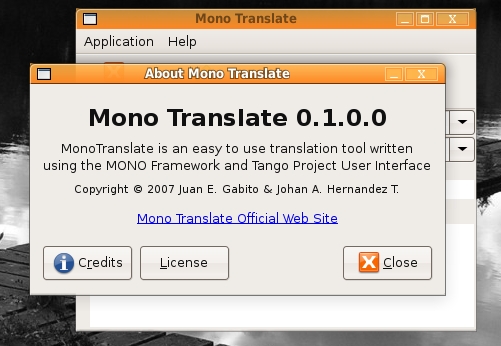 Mono Translate
Application Help
About Mono Translate
Mono Translate 0.1.0.0
MonoTranslate is an easy to use translation tool written
using the MONO Framework and Tango Project User Interface
Copyright © 2007 Juan E. Gabito & Johan A. Hernandez T.
Mono Translate Official Web Site
Credits
License
Close